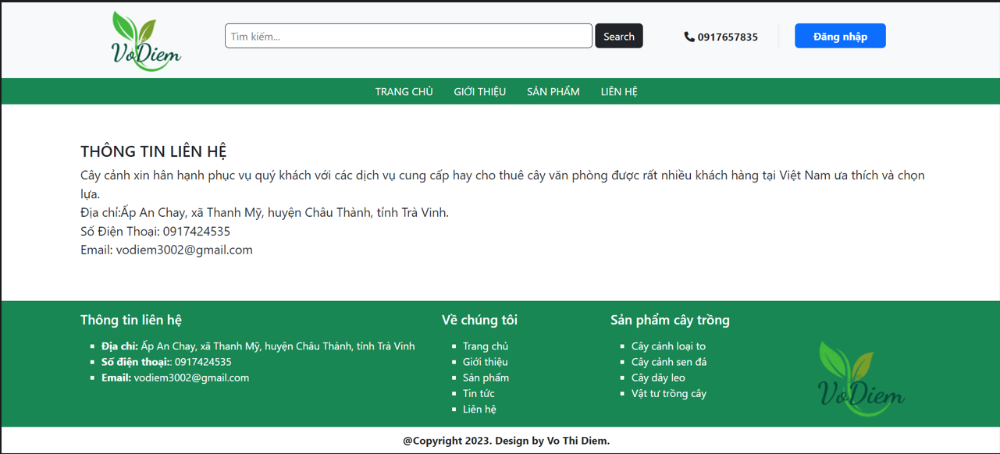 VoDiem
Tìm kiếm...
Search
0917657835
Đăng nhập
TRANG CHỦ
GIỚI THIỆU
SẢN PHẨM
LIÊN HỆ
THÔNG TIN LIÊN HỆ
Cây cảnh xin hân hạnh phục vụ quý khách với các dịch vụ cung cấp hay cho thuê cây văn phòng được rất nhiều khách hàng tại Việt Nam ưa thích và chọn
lựa.
Địa chỉ:Ấp An Chay, xã Thanh Mỹ, huyện Châu Thành, tỉnh Trà Vinh.
Số Điện Thoại: 0917424535
Email: vodiem3002@gmail.com
Thông tin liên hệ
Địa chỉ: Ấp An Chay, xã Thanh Mỹ, huyện Châu Thành, tỉnh Trà Vinh
Số điện thoại:: 0917424535
Email: vodiem3002@gmail.com
Về chúng tôi
Trang chủ
Giới thiệu
Sản phẩm
Tin tức
Liên hệ
Sản phẩm cây trồng
Cây cảnh loại to
Cây cảnh sen đá
Cây dây leo
Vật tư trồng cây
VoDiem
@Copyright 2023. Design by Vo Thi Diem.